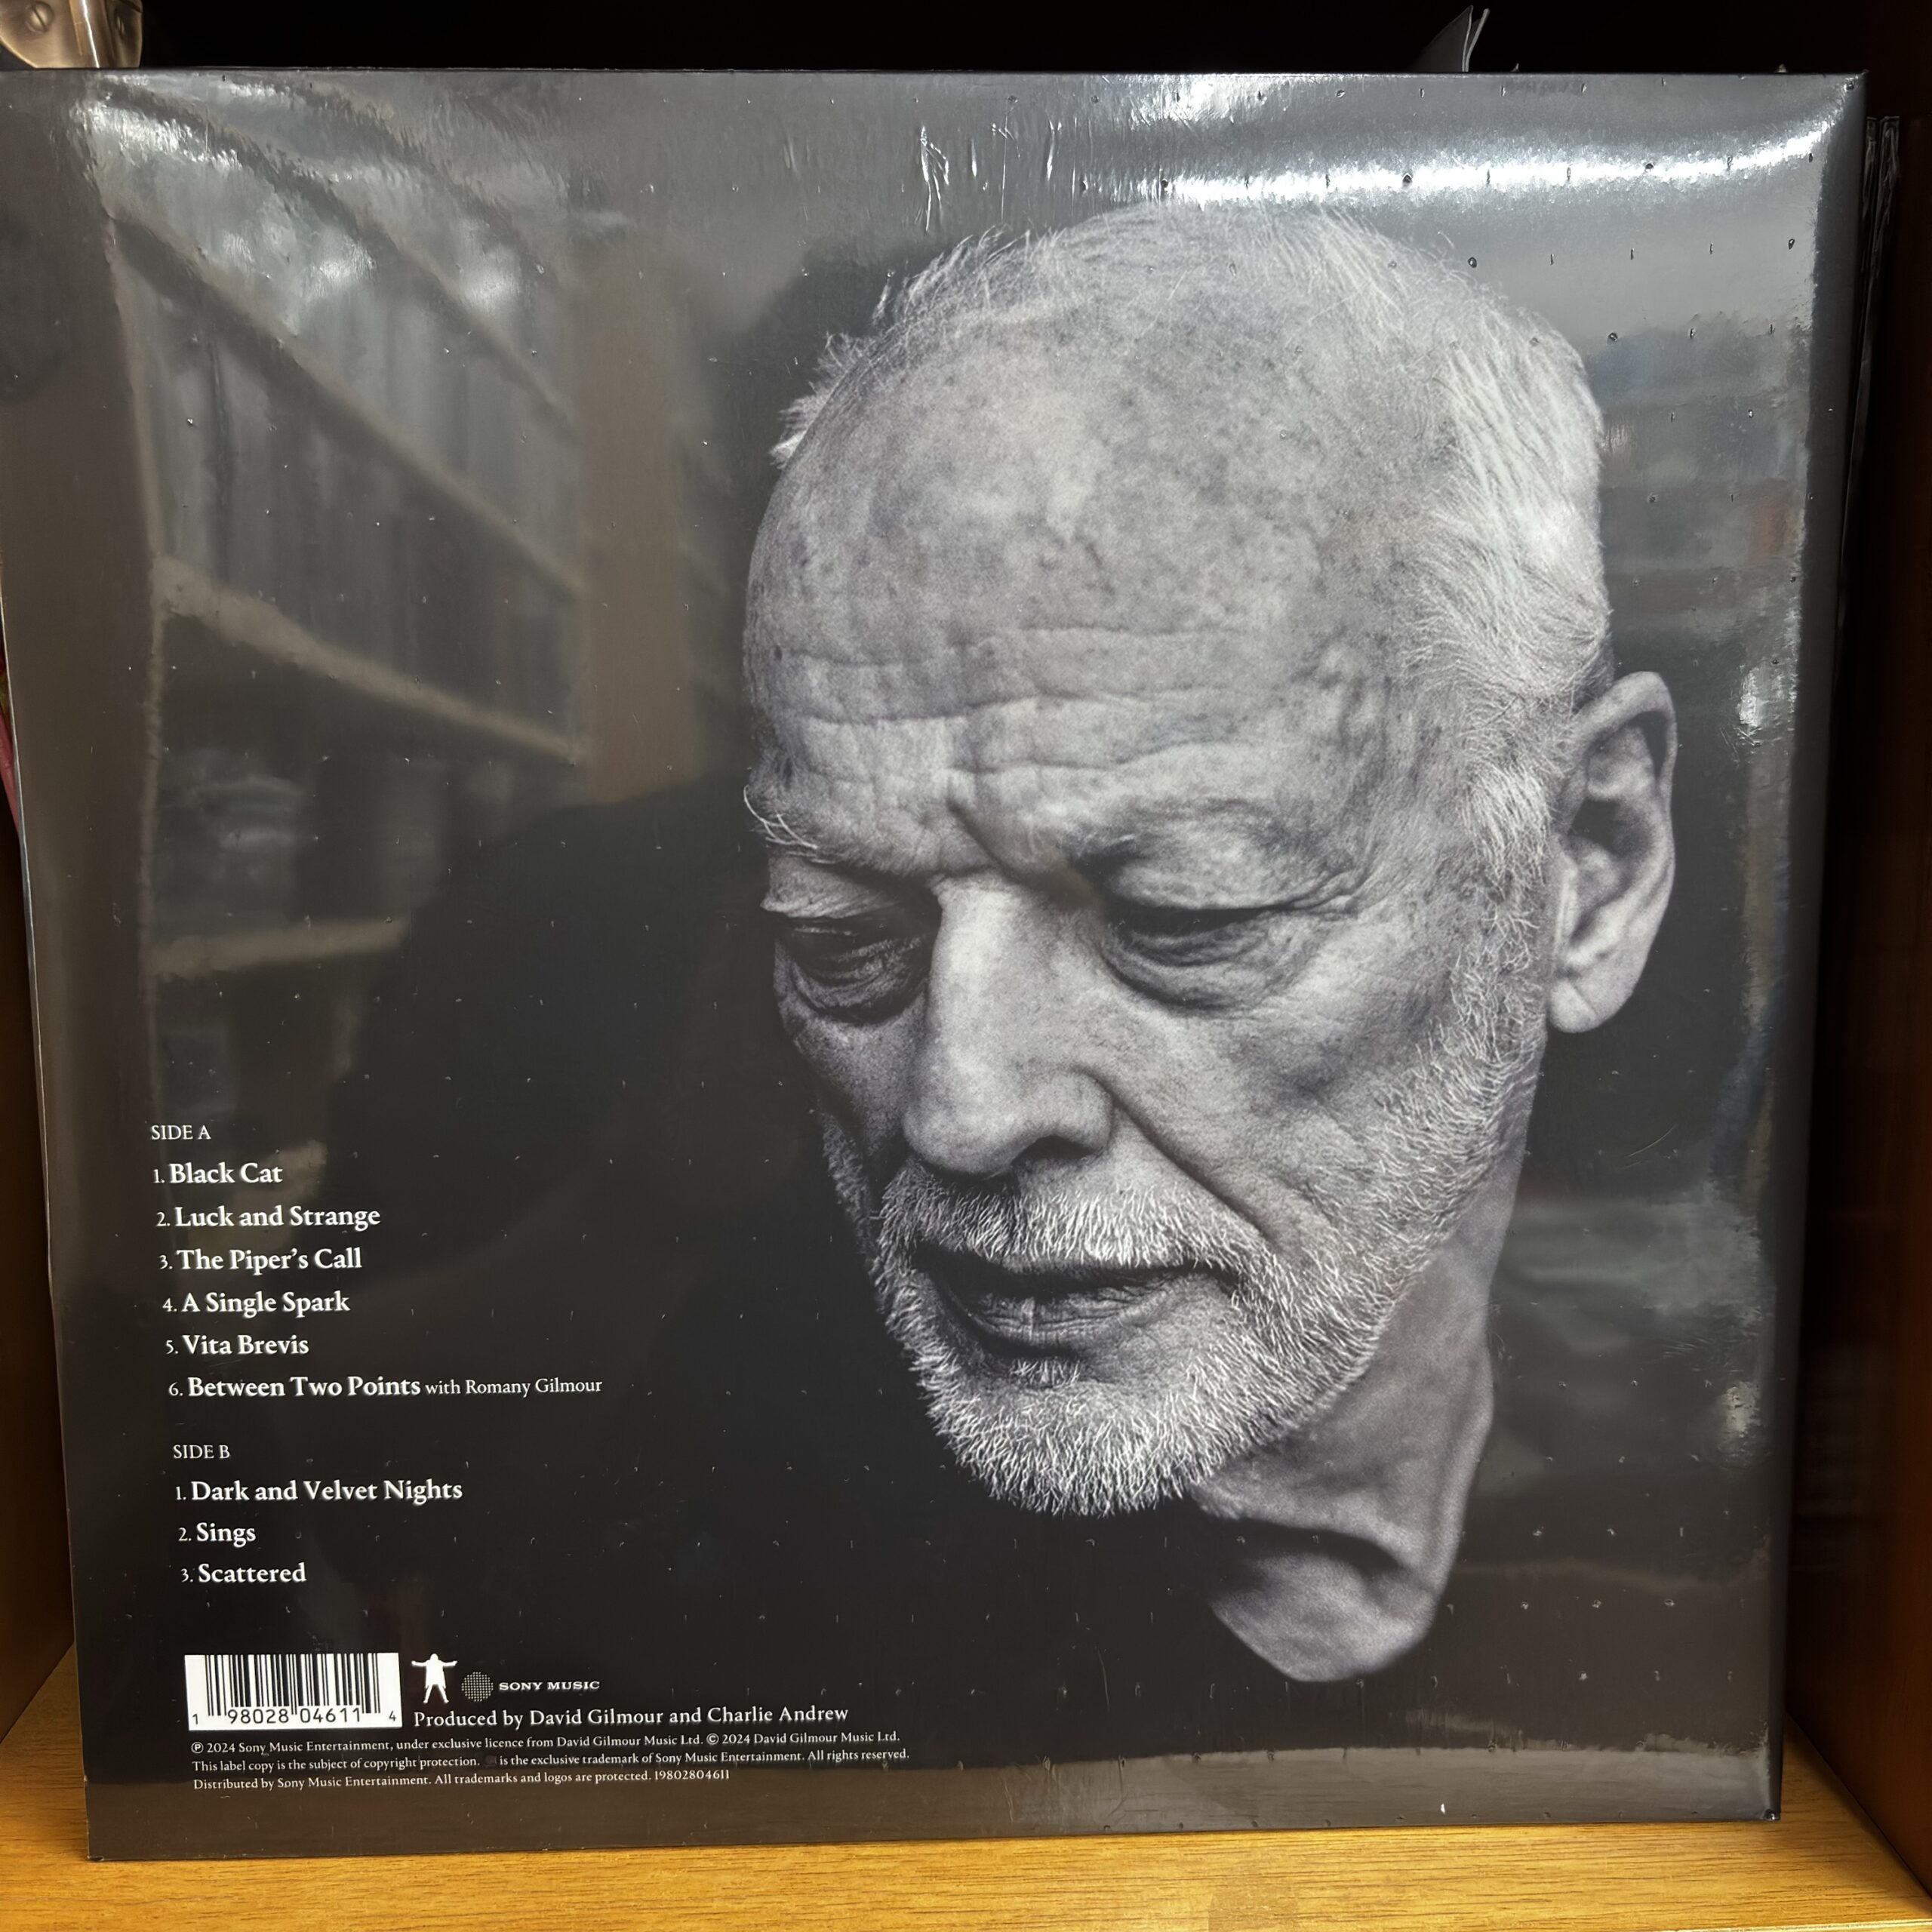 SIDE A
1. Black Cat
2. Luck and Strange
3. The Piper's Call
4. A Single Spark
5. Vita Brevis
6. Between Two Points with Romany Gilmour
SIDE B
1. Dark and Velvet Nights
2. Sings
3. Scattered
1 98028 04611 4
SONY MUSIC
Produced by David Gilmour and Charlie Andrew
℗ 2024 Sony Music Entertainment, under exclusive licence from David Gilmour Music Ltd. © 2024 David Gilmour Music Ltd.
This label copy is the subject of copyright protection. is the exclusive trademark of Sony Music Entertainment. All rights reserved.
Distributed by Sony Music Entertainment. All trademarks and logos are protected. 19802804611